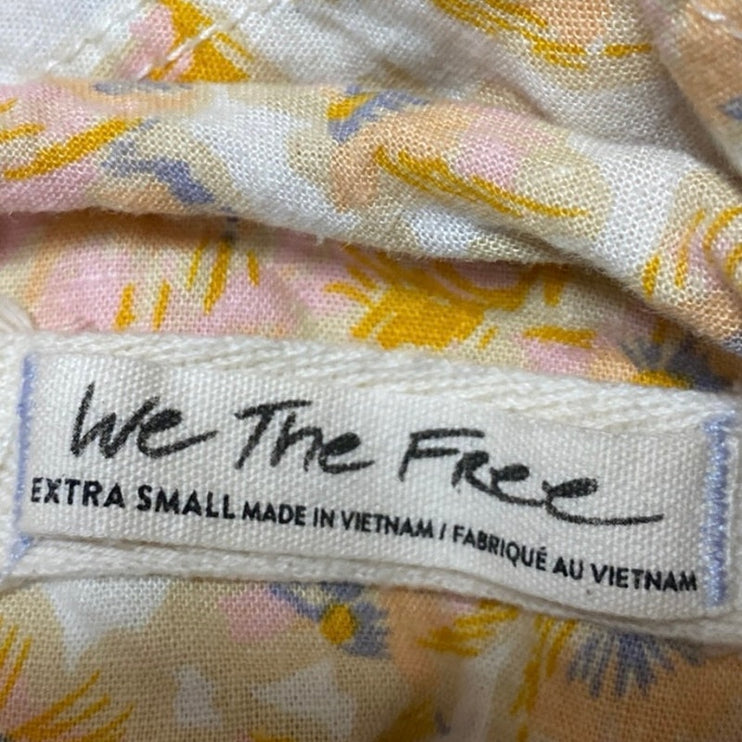 We The Free
EXTRA SMALL MADE IN VIETNAM / FABRIQUÉ AU VIETNAM